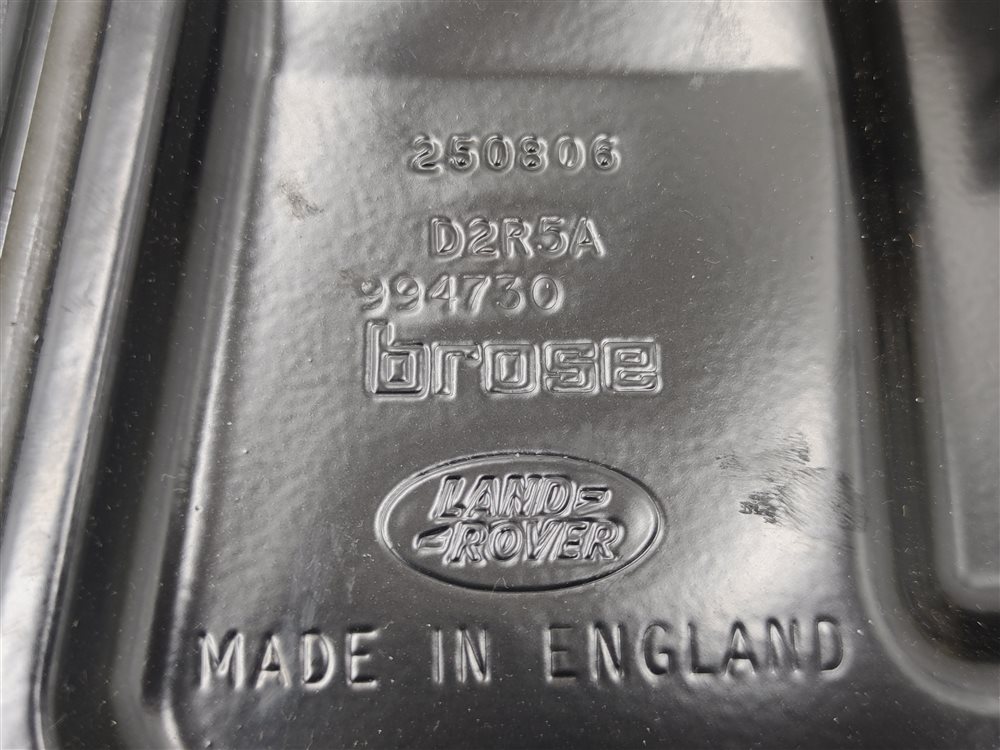 250806
D2R5A
994730
brose
LAND-
-ROVER
MADE IN ENGLAND